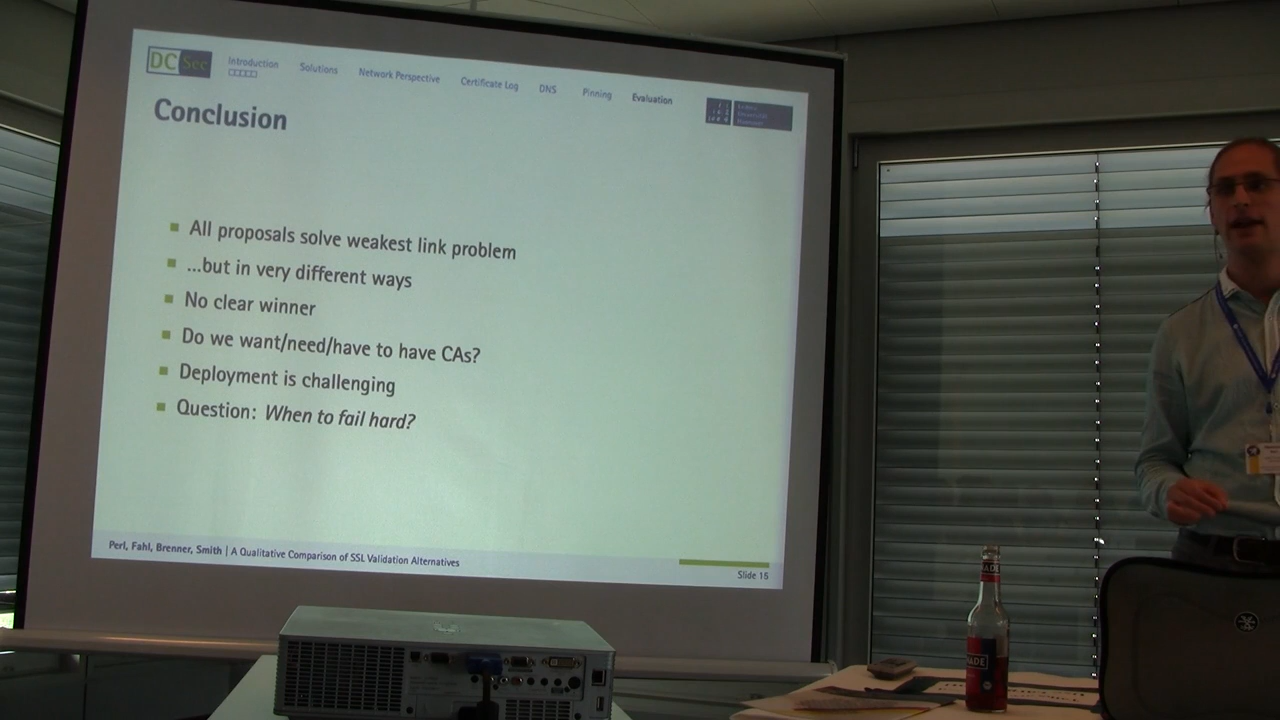 DC Sec
Introduction Solutions Network Perspective Certificate Log DNS Pinning Evaluation
Conclusion
All proposals solve weakest link problem
...but in very different ways
No clear winner
Do we want/need/have to have CAs?
Deployment is challenging
Question: When to fail hard?
Perl, Fahl, Brenner, Smith | A Qualitative Comparison of SSL Validation Alternatives
Slide 15